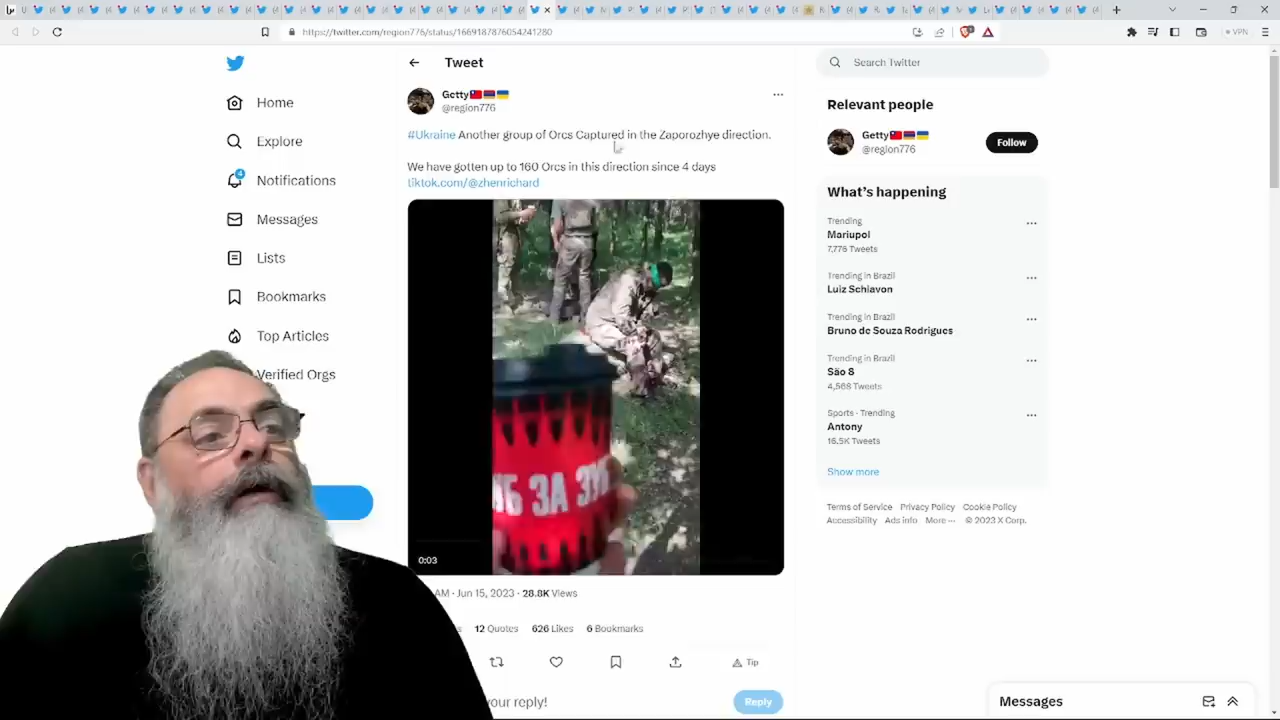 https://twitter.com/region776/status/1669187876054241280
VPN
Home
Explore
4
Notifications
Messages
Lists
Bookmarks
Top Articles
Verified Orgs
Tweet
Getty
@region776
#Ukraine Another group of Orcs Captured in the Zaporozhye direction.
We have gotten up to 160 Orcs in this direction since 4 days
tiktok.com/@zhenrichard
ЗА
0:03
AM · Jun 15, 2023 · 28.8K Views
12 Quotes 626 Likes 6 Bookmarks
Tip
your reply!
Reply
Search Twitter
Relevant people
Getty
@region776
Follow
What's happening
Trending
Mariupol
7,776 Tweets
Trending in Brazil
Luiz Schiavon
Trending in Brazil
Bruno de Souza Rodrigues
Trending in Brazil
São 8
4,568 Tweets
Sports · Trending
Antony
16.5K Tweets
Show more
Terms of Service Privacy Policy Cookie Policy
Accessibility Ads info More ··· © 2023 X Corp.
Messages